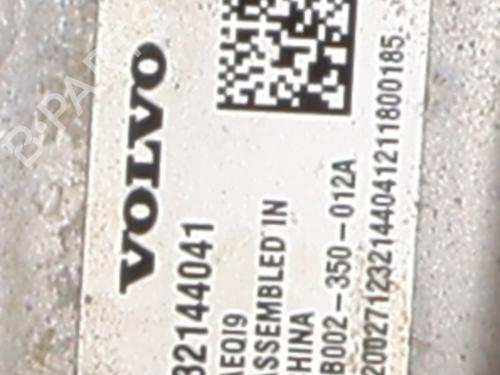 VOLVO
32144041
AEQI9
ASSEMBLED IN
CHINA
B002-350-012A
200271232144041211800185
B-PARTS